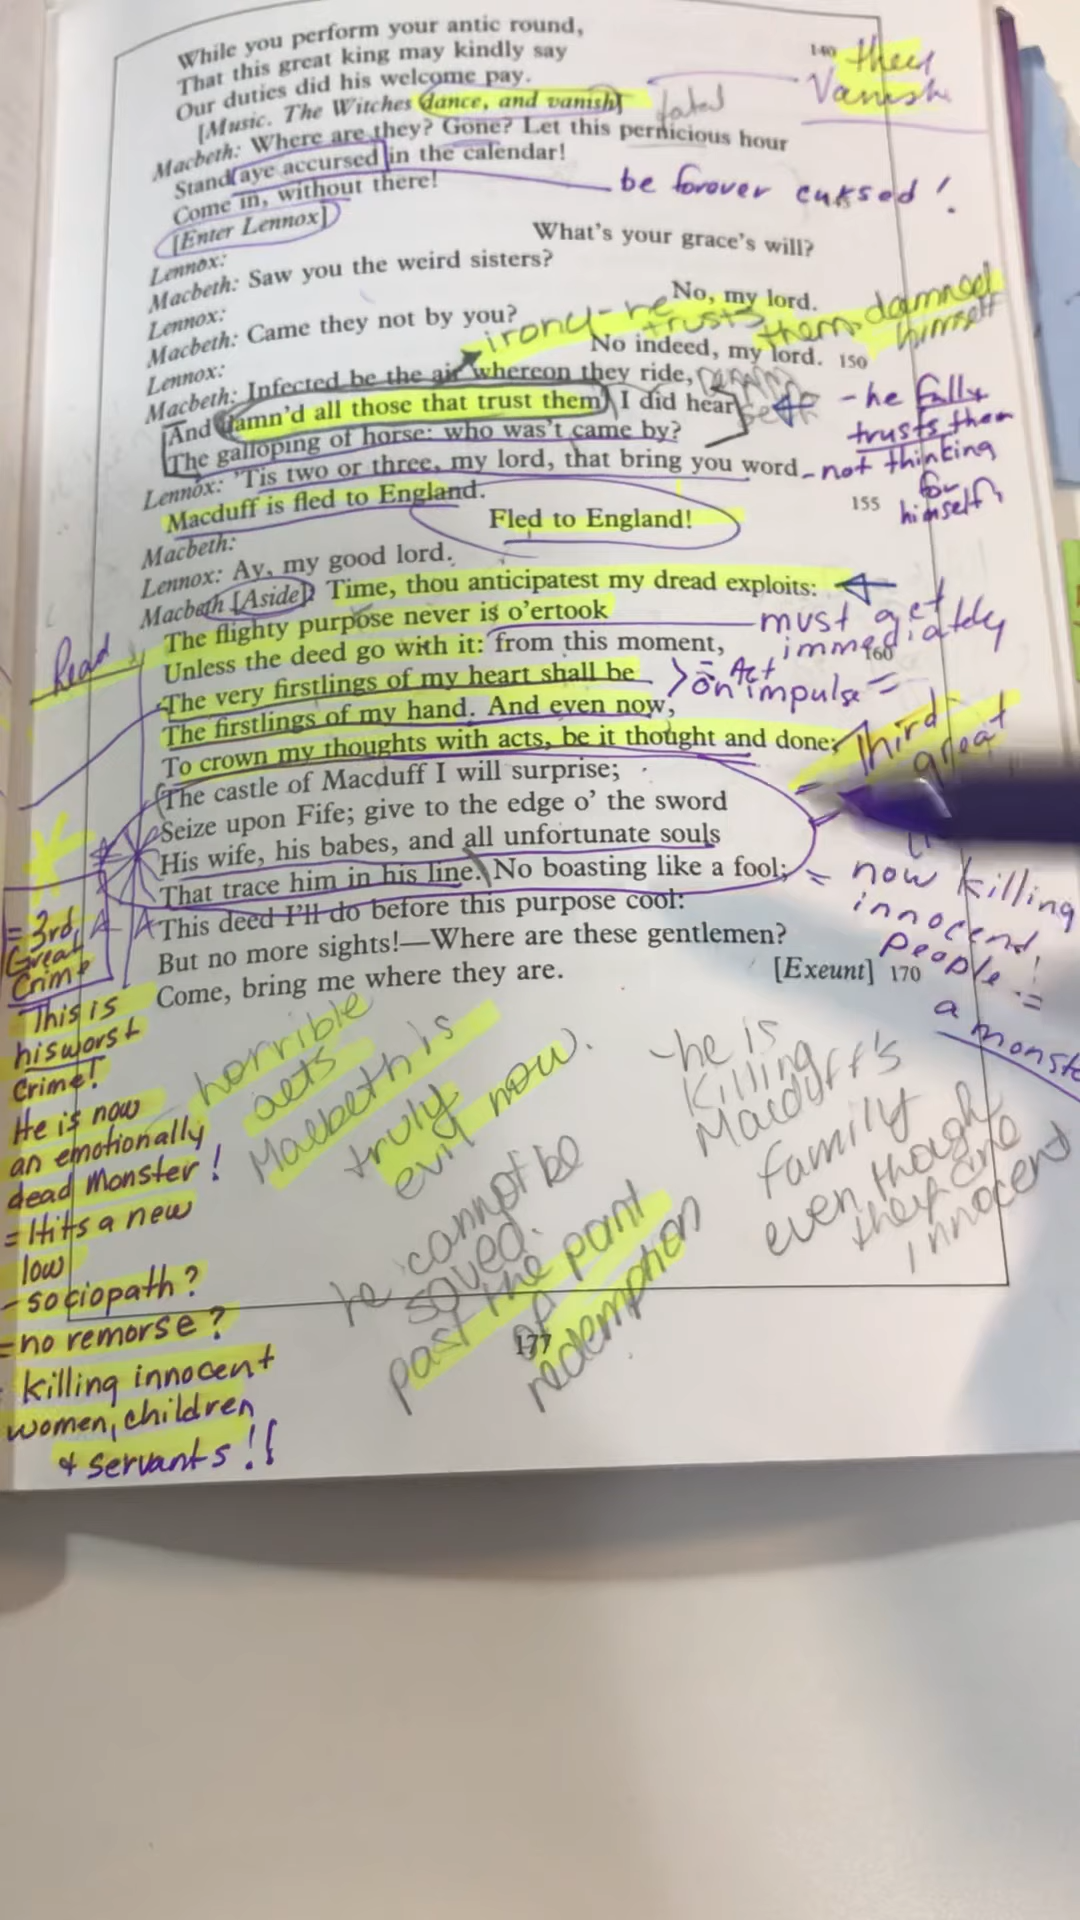 While you perform your antic round,
That this great king may kindly say 140
Our duties did his welcome pay.
[Music. The Witches dance, and vanish]
they
Vanish
fatal
Macbeth: Where are they? Gone? Let this pernicious hour
Stand aye accursed in the calendar!
be forever cursed!
Come in, without there!
[Enter Lennox]
Lennox: What's your grace's will?
Macbeth: Saw you the weird sisters?
Lennox: No, my lord.
Macbeth: Came they not by you?
irony - he trusts them. damned himself
Lennox: No indeed, my lord. 150
Macbeth: Infected be the air whereon they ride,
And damn'd all those that trust them! I did hear
The galloping of horse: who was't came by?
- he fully
trusts them
- not thinking
for
himself
Lennox: 'Tis two or three, my lord, that bring you word
Macduff is fled to England. 155
Macbeth: Fled to England!
Lennox: Ay, my good lord.
Macbeth [Aside]: Time, thou anticipatest my dread exploits:
The flighty purpose never is o'ertook
must act
immediately
Read
Unless the deed go with it: from this moment, 160
The very firstlings of my heart shall be
Act
on impulse
The firstlings of my hand. And even now,
To crown my thoughts with acts, be it thought and done:
Third
great
The castle of Macduff I will surprise;
Seize upon Fife; give to the edge o' the sword
His wife, his babes, and all unfortunate souls
That trace him in his line. No boasting like a fool;
= now killing
innocend
people! =
a monste
This deed I'll do before this purpose cool:
But no more sights!—Where are these gentlemen?
Come, bring me where they are. [Exeunt] 170
= 3rd
Great
Crime
This is
his worst
crime!
He is now
an emotionally
dead monster!
= Hits a new
low
- sociopath?
= no remorse?
killing innocent
women, children
& servants!!
horrible
acts
Macbeth is
truly
evil now.
he cannot be
saved.
past the point
of
redemption
- he is
killing
Macduff's
family
even though
they are
innocent
177